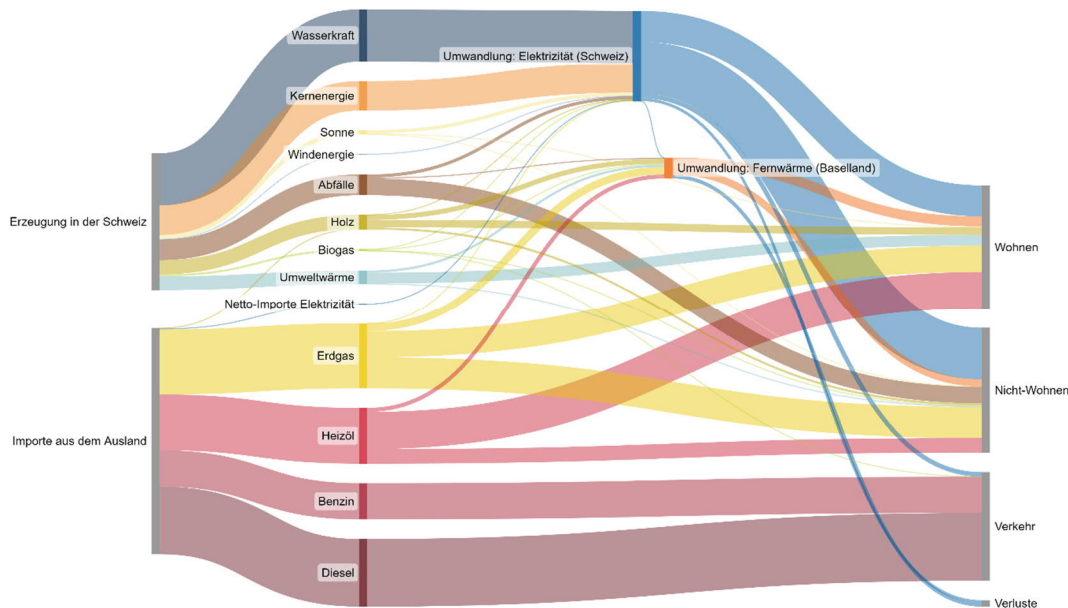 Wasserkraft
Umwandlung: Elektrizität (Schweiz)
Kernenergie
Sonne
Windenergie
Umwandlung: Fernwärme (Baselland)
Abfälle
Erzeugung in der Schweiz
Holz
Wohnen
Biogas
Umweltwärme
Netto-Importe Elektrizität
Erdgas
Nicht-Wohnen
Heizöl
Importe aus dem Ausland
Benzin
Verkehr
Diesel
Verluste